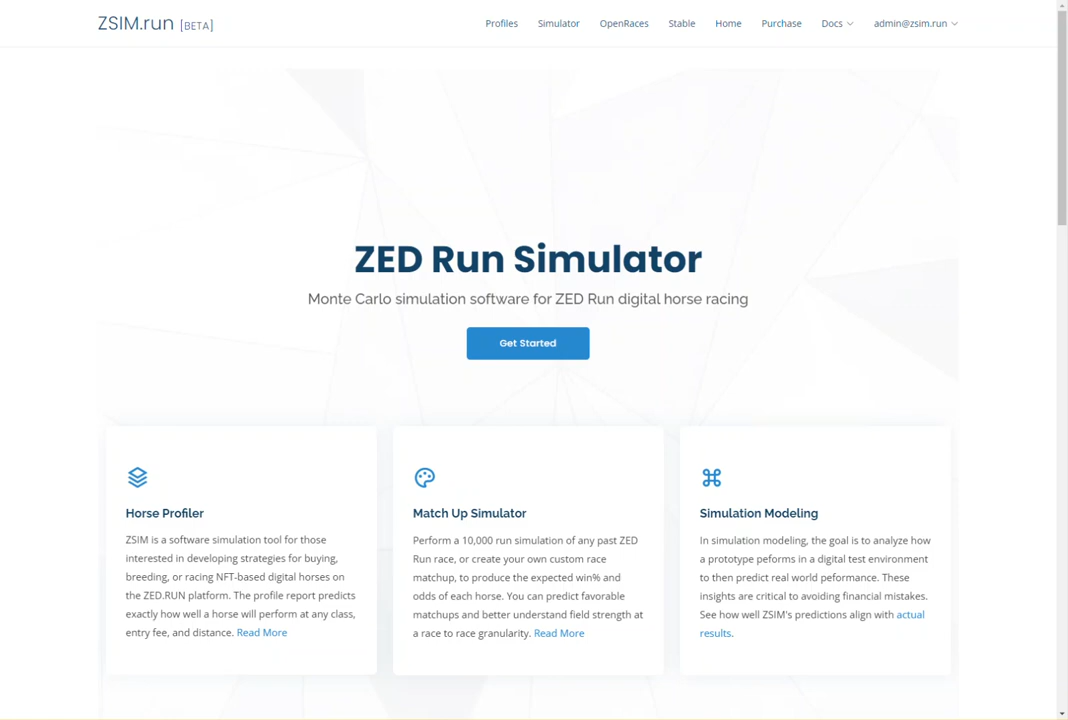 ZSIM.run [BETA]
Profiles Simulator OpenRaces Stable Home Purchase Docs admin@zsim.run
ZED Run Simulator
Monte Carlo simulation software for ZED Run digital horse racing
Get Started
Horse Profiler
ZSIM is a software simulation tool for those
interested in developing strategies for buying,
breeding, or racing NFT-based digital horses on
the ZED.RUN platform. The profile report predicts
exactly how well a horse will perform at any class,
entry fee, and distance. Read More
Match Up Simulator
Perform a 10,000 run simulation of any past ZED
Run race, or create your own custom race
matchup, to produce the expected win% and
odds of each horse. You can predict favorable
matchups and better understand field strength at
a race to race granularity. Read More
Simulation Modeling
In simulation modeling, the goal is to analyze how
a prototype peforms in a digital test environment
to then predict real world peformance. These
insights are critical to avoiding financial mistakes.
See how well ZSIM's predictions align with actual
results.